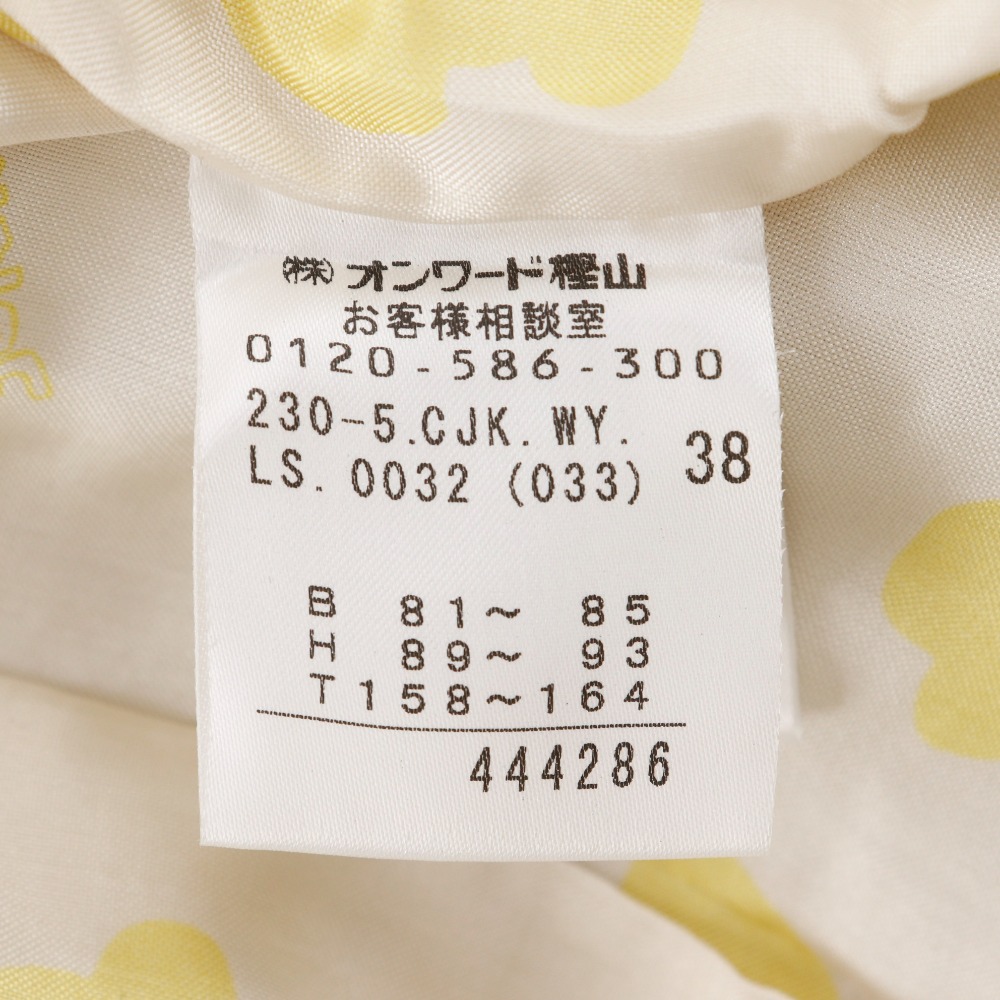 ㈱オンワード樫山
お客様相談室
0120-586-300
230-5.CJK.WY.
LS.0032 (033) 38
B 81～ 85
H 89～ 93
T158～164
444286